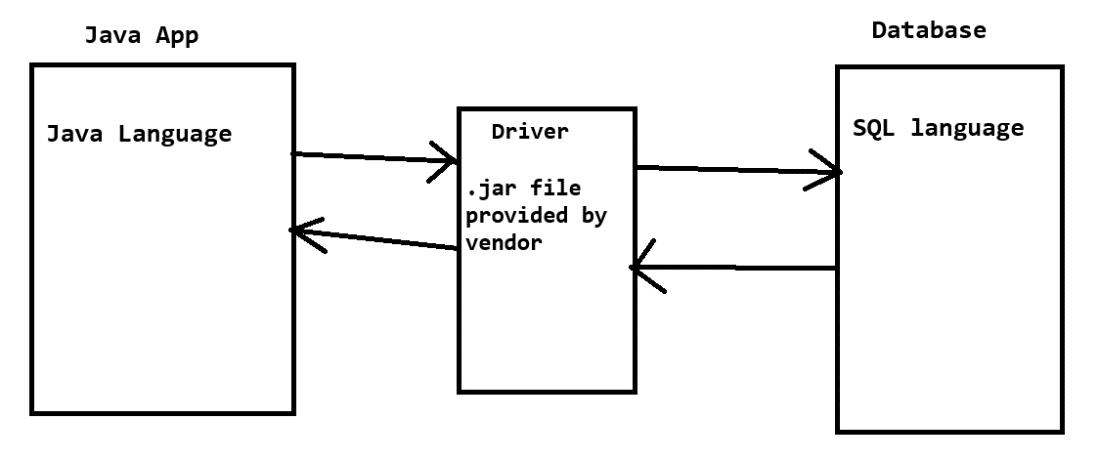 Java App
Java Language
Driver
.jar file
provided by
vendor
Database
SQL language